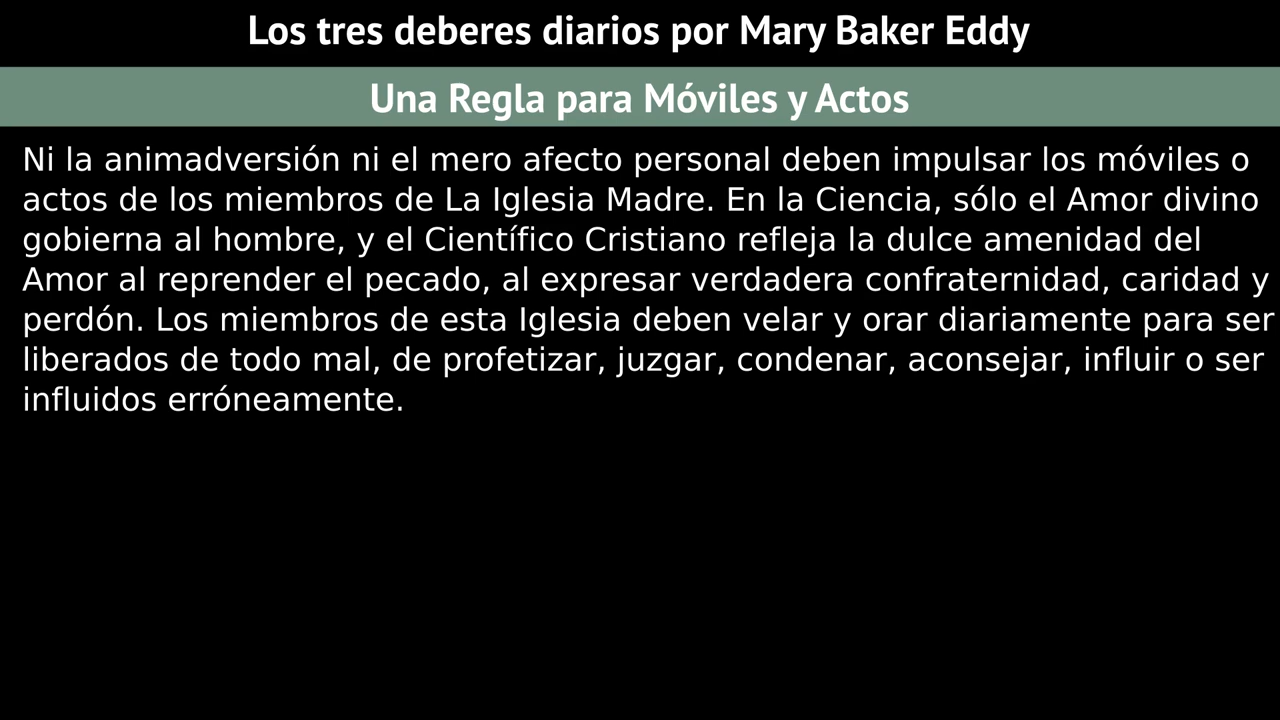 Los tres deberes diarios por Mary Baker Eddy
Una Regla para Móviles y Actos
Ni la animadversión ni el mero afecto personal deben impulsar los móviles o
actos de los miembros de La Iglesia Madre. En la Ciencia, sólo el Amor divino
gobierna al hombre, y el Científico Cristiano refleja la dulce amenidad del
Amor al reprender el pecado, al expresar verdadera confraternidad, caridad y
perdón. Los miembros de esta Iglesia deben velar y orar diariamente para ser
liberados de todo mal, de profetizar, juzgar, condenar, aconsejar, influir o ser
influidos erróneamente.